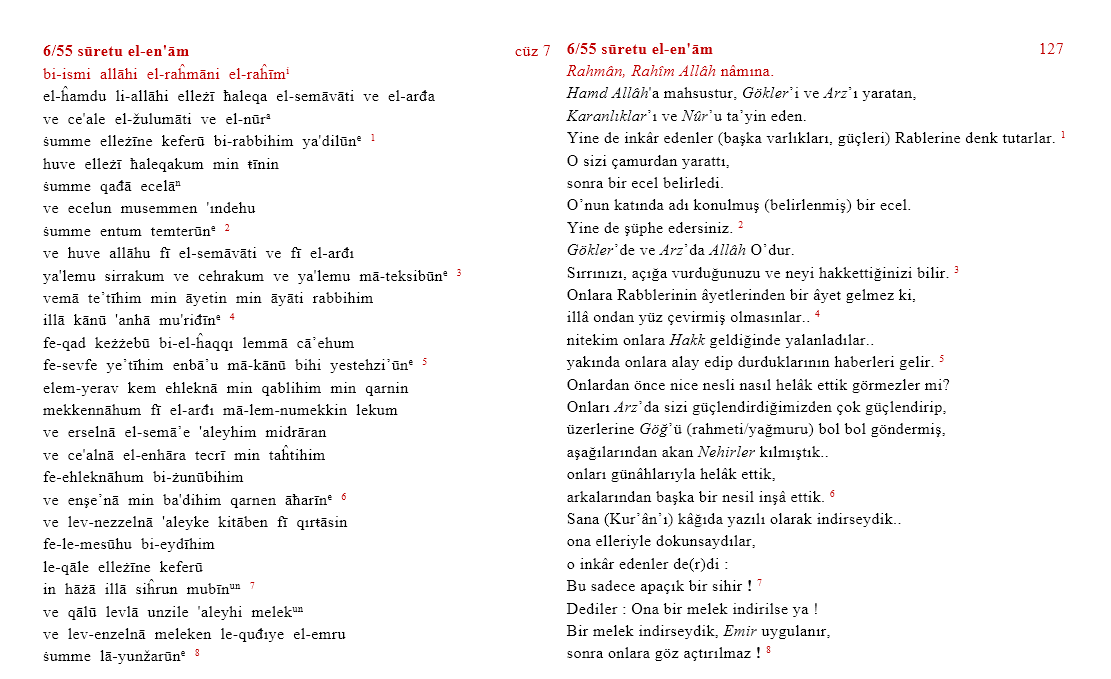 6/55 sūretu el-en'ām
cüz 7
bi-ismi allāhi el-raĥmāni el-raĥīmⁱ
el-ĥamdu li-allāhi elleżī ħaleqa el-semāvāti ve el-arđa
ve ce'ale el-žulumāti ve el-nūrᵃ
ṡumme elleżīne keferū bi-rabbihim ya'dilūnᵉ 1
huve elleżī ħaleqakum min ŧīnin
ṡumme qađā ecelāⁿ
ve ecelun musemmen 'ındehu
ṡumme entum temterūnᵉ 2
ve huve allāhu fī el-semāvāti ve fī el-arđı
ya'lemu sirrakum ve cehrakum ve ya'lemu mā-teksibūnᵉ 3
vemā te’tīhim min āyetin min āyāti rabbihim
illā kānū 'anhā mu'riđīnᵉ 4
fe-qad keżżebū bi-el-ĥaqqı lemmā cā’ehum
fe-sevfe ye’tīhim enbā’u mā-kānū bihi yestehzi’ūnᵉ 5
elem-yerav kem ehleknā min qablihim min qarnin
mekkennāhum fī el-arđı mā-lem-numekkin lekum
ve erselnā el-semā’e 'aleyhim midrāran
ve ce'alnā el-enhāra tecrī min taĥtihim
fe-ehleknāhum bi-żunūbihim
ve enşe’nā min ba'dihim qarnen āħarīnᵉ 6
ve lev-nezzelnā 'aleyke kitāben fī qırŧāsin
fe-le-mesūhu bi-eydīhim
le-qāle elleżīne keferū
in hāżā illā siĥrun mubīnᵘⁿ 7
ve qālū levlā unzile 'aleyhi melekᵘⁿ
ve lev-enzelnā meleken le-quđıye el-emru
ṡumme lā-yunžarūnᵉ 8
6/55 sūretu el-en'ām
127
Rahmân, Rahîm Allâh nâmına.
Hamd Allâh'a mahsustur, Gökler’i ve Arz’ı yaratan,
Karanlıklar’ı ve Nûr’u ta’yin eden.
Yine de inkâr edenler (başka varlıkları, güçleri) Rablerine denk tutarlar. 1
O sizi çamurdan yarattı,
sonra bir ecel belirledi.
O’nun katında adı konulmuş (belirlenmiş) bir ecel.
Yine de şüphe edersiniz. 2
Gökler’de ve Arz’da Allâh O’dur.
Sırrınızı, açığa vurduğunuzu ve neyi hakkettiğinizi bilir. 3
Onlara Rabblerinin âyetlerinden bir âyet gelmez ki,
illâ ondan yüz çevirmiş olmasınlar.. 4
nitekim onlara Hakk geldiğinde yalanladılar..
yakında onlara alay edip durduklarının haberleri gelir. 5
Onlardan önce nice nesli nasıl helâk ettik görmezler mi?
Onları Arz’da sizi güçlendirdiğimizden çok güçlendirip,
üzerlerine Göğ’ü (rahmeti/yağmuru) bol bol göndermiş,
aşağılarından akan Nehirler kılmıştık..
onları günâhlarıyla helâk ettik,
arkalarından başka bir nesil inşâ ettik. 6
Sana (Kur’ân’ı) kâğıda yazılı olarak indirseydik..
ona elleriyle dokunsaydılar,
o inkâr edenler de(r)di :
Bu sadece apaçık bir sihir ! 7
Dediler : Ona bir melek indirilse ya !
Bir melek indirseydik, Emir uygulanır,
sonra onlara göz açtırılmaz ! 8